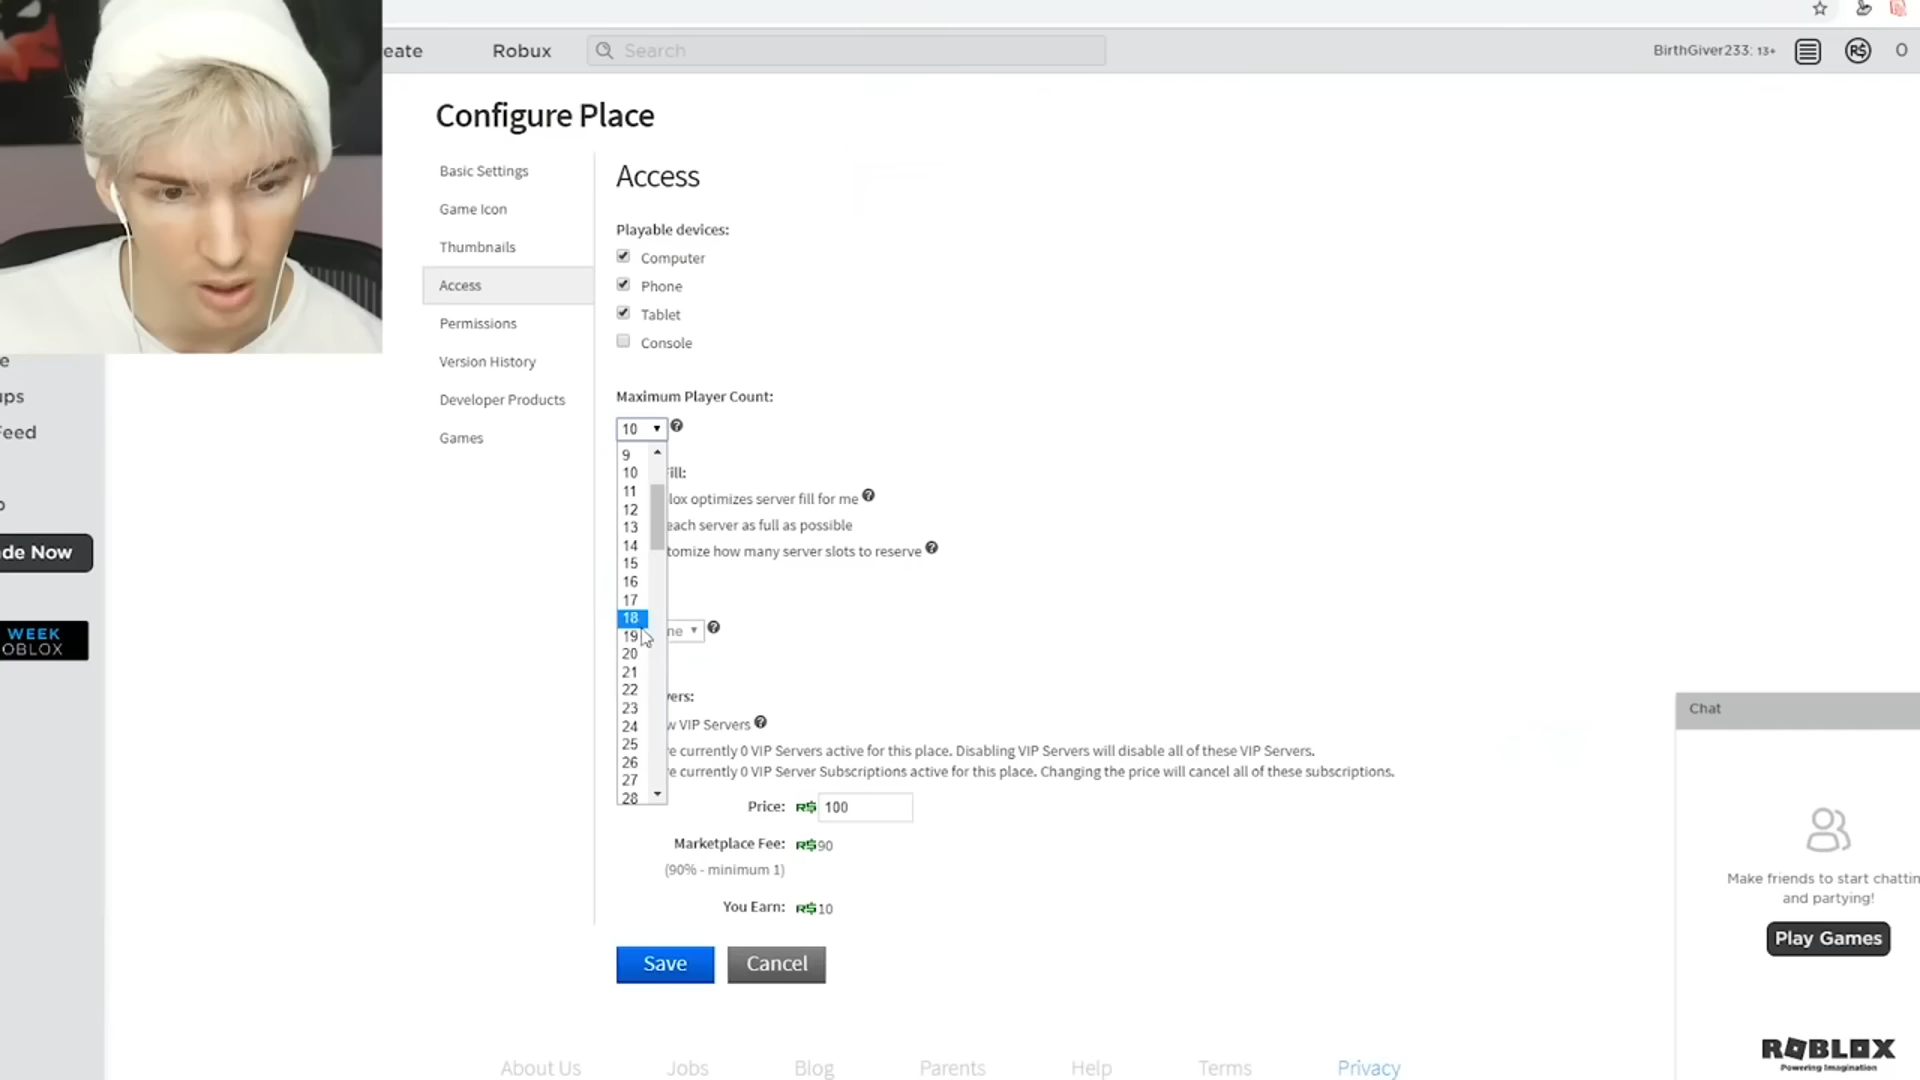 eate
Robux
Search
BirthGiver233: 13+
R$
0
Configure Place
Basic Settings
Game Icon
Thumbnails
Access
Permissions
Version History
Developer Products
Games
Access
Playable devices:
Computer
Phone
Tablet
Console
Maximum Player Count:
10
9
10
11
12
13
14
15
16
17
18
19
20
21
22
23
24
25
26
27
28
ill:
lox optimizes server fill for me
each server as full as possible
tomize how many server slots to reserve
ne
vers:
w VIP Servers
e currently 0 VIP Servers active for this place. Disabling VIP Servers will disable all of these VIP Servers.
e currently 0 VIP Server Subscriptions active for this place. Changing the price will cancel all of these subscriptions.
Price: R$ 100
Marketplace Fee: R$90
(90% - minimum 1)
You Earn: R$10
Save
Cancel
e
ups
Feed
o
ade Now
WEEK
OBLOX
Chat
Make friends to start chattin
and partying!
Play Games
ROBLOX
Powering Imagination
About Us
Jobs
Blog
Parents
Help
Terms
Privacy